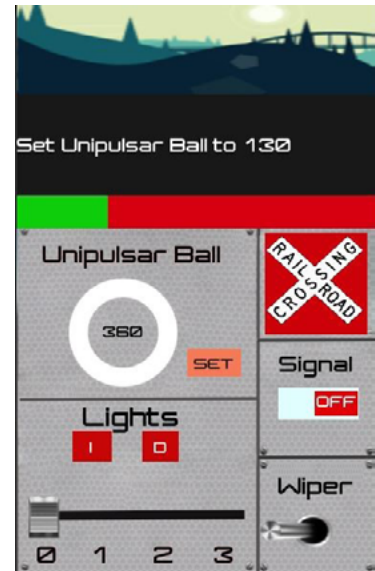 Set Unipulsar Ball to 130
Unipulsar Ball
360
SET
RAIL ROAD
CROSSING
Signal
OFF
Lights
I
D
0 1 2 3
Wiper